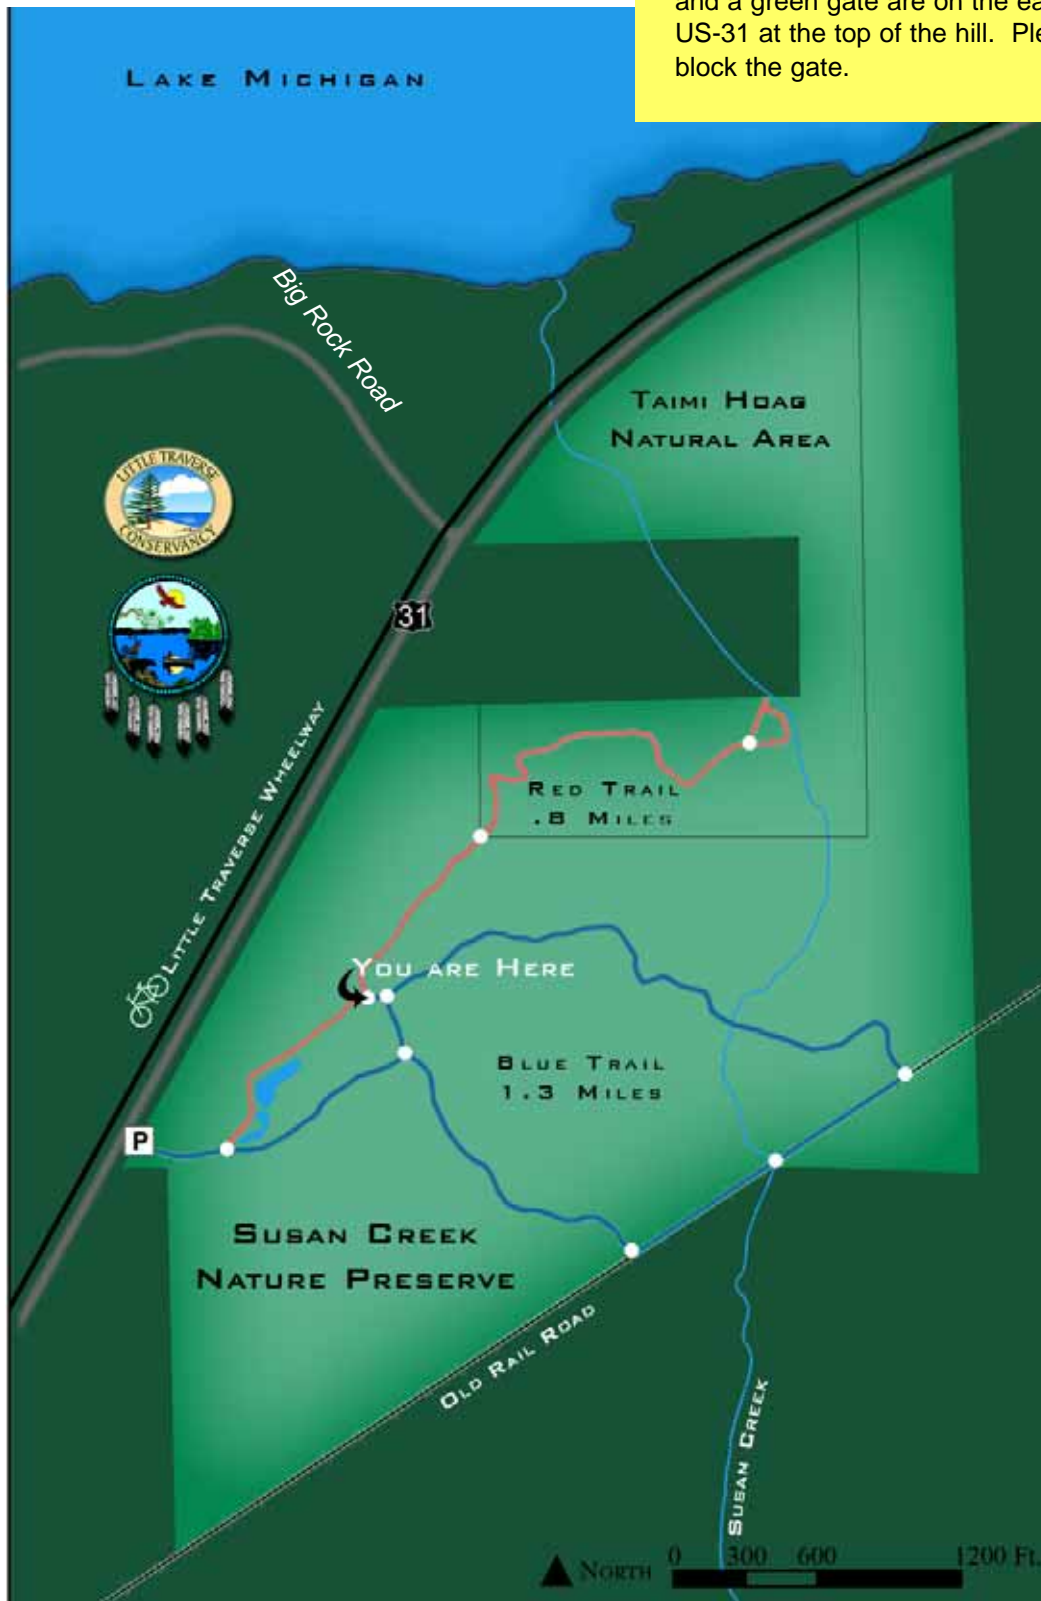 and a green gate are on the ea
US-31 at the top of the hill. Ple
block the gate.
LAKE MICHIGAN
Big Rock Road
TAIMI HOAG
NATURAL AREA
LITTLE TRAVERSE
CONSERVANCY
31
LITTLE TRAVERSE WHEELWAY
RED TRAIL
.8 MILES
YOU ARE HERE
BLUE TRAIL
1.3 MILES
P
SUSAN CREEK
NATURE PRESERVE
OLD RAIL ROAD
SUSAN CREEK
NORTH
0 300 600 1200 Ft.